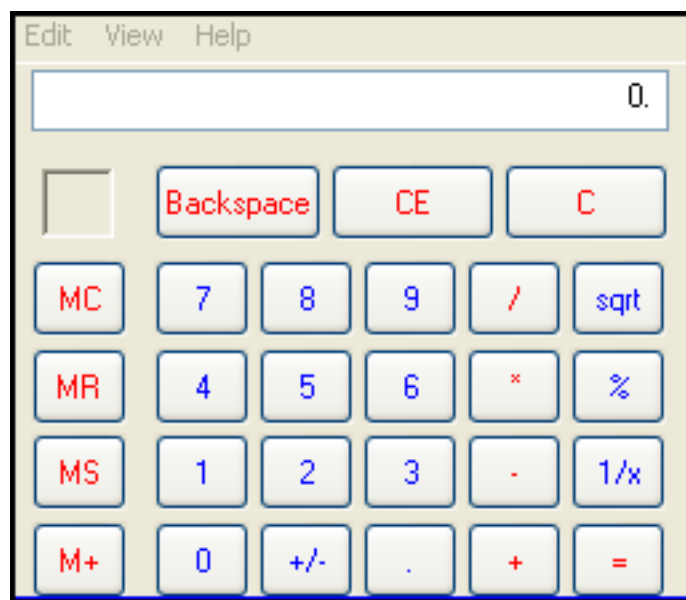 Edit View Help
0.
Backspace CE C
MC 7 8 9 / sqrt
MR 4 5 6 * %
MS 1 2 3 - 1/x
M+ 0 +/- . + =